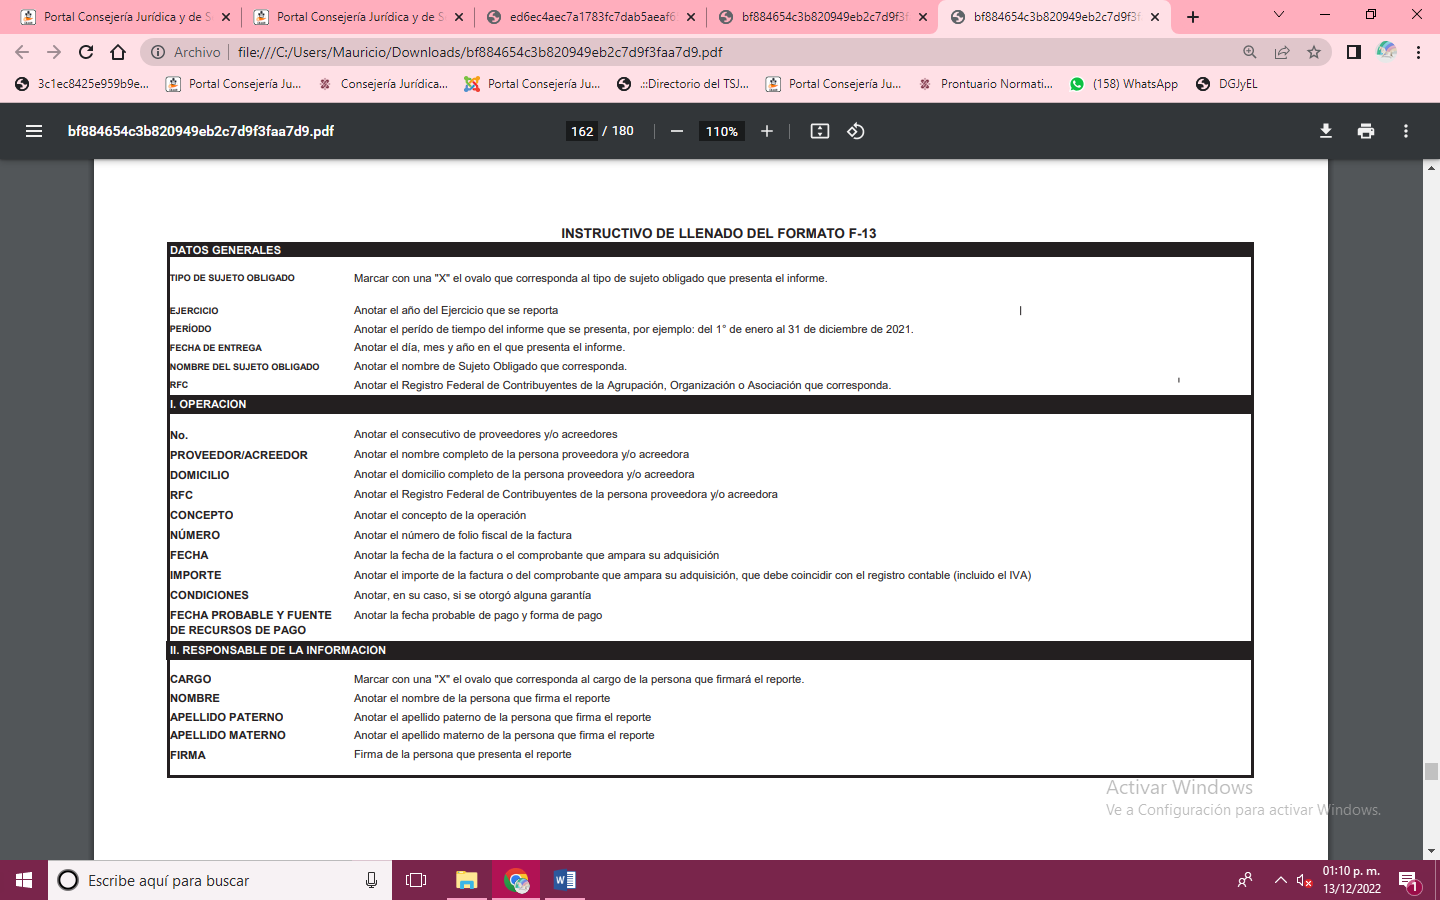 Portal Consejería Jurídica y de S
Portal Consejería Jurídica y de S
ed6ec4aec7a1783fc7dab5aeaf6
bf884654c3b820949eb2c7d9f3f
bf884654c3b820949eb2c7d9f3f
Archivo
file:///C:/Users/Mauricio/Downloads/bf884654c3b820949eb2c7d9f3faa7d9.pdf
3c1ec8425e959b9e...
Portal Consejería Ju...
Consejería Jurídica...
Portal Consejería Ju...
.::Directorio del TSJ...
Portal Consejería Ju...
Prontuario Normati...
(158) WhatsApp
DGJyEL
bf884654c3b820949eb2c7d9f3faa7d9.pdf
162 / 180
110%
INSTRUCTIVO DE LLENADO DEL FORMATO F-13
DATOS GENERALES
TIPO DE SUJETO OBLIGADO Marcar con una "X" el ovalo que corresponda al tipo de sujeto obligado que presenta el informe.
EJERCICIO Anotar el año del Ejercicio que se reporta
PERÍODO Anotar el perído de tiempo del informe que se presenta, por ejemplo: del 1° de enero al 31 de diciembre de 2021.
FECHA DE ENTREGA Anotar el día, mes y año en el que presenta el informe.
NOMBRE DEL SUJETO OBLIGADO Anotar el nombre de Sujeto Obligado que corresponda.
RFC Anotar el Registro Federal de Contribuyentes de la Agrupación, Organización o Asociación que corresponda.
I. OPERACION
No. Anotar el consecutivo de proveedores y/o acreedores
PROVEEDOR/ACREEDOR Anotar el nombre completo de la persona proveedora y/o acreedora
DOMICILIO Anotar el domicilio completo de la persona proveedora y/o acreedora
RFC Anotar el Registro Federal de Contribuyentes de la persona proveedora y/o acreedora
CONCEPTO Anotar el concepto de la operación
NÚMERO Anotar el número de folio fiscal de la factura
FECHA Anotar la fecha de la factura o el comprobante que ampara su adquisición
IMPORTE Anotar el importe de la factura o del comprobante que ampara su adquisición, que debe coincidir con el registro contable (incluido el IVA)
CONDICIONES Anotar, en su caso, si se otorgó alguna garantía
FECHA PROBABLE Y FUENTE Anotar la fecha probable de pago y forma de pago
DE RECURSOS DE PAGO
II. RESPONSABLE DE LA INFORMACION
CARGO Marcar con una "X" el ovalo que corresponda al cargo de la persona que firmará el reporte.
NOMBRE Anotar el nombre de la persona que firma el reporte
APELLIDO PATERNO Anotar el apellido paterno de la persona que firma el reporte
APELLIDO MATERNO Anotar el apellido materno de la persona que firma el reporte
FIRMA Firma de la persona que presenta el reporte
Activar Windows
Ve a Configuración para activar Windows.
Escribe aquí para buscar
01:10 p. m.
13/12/2022
1